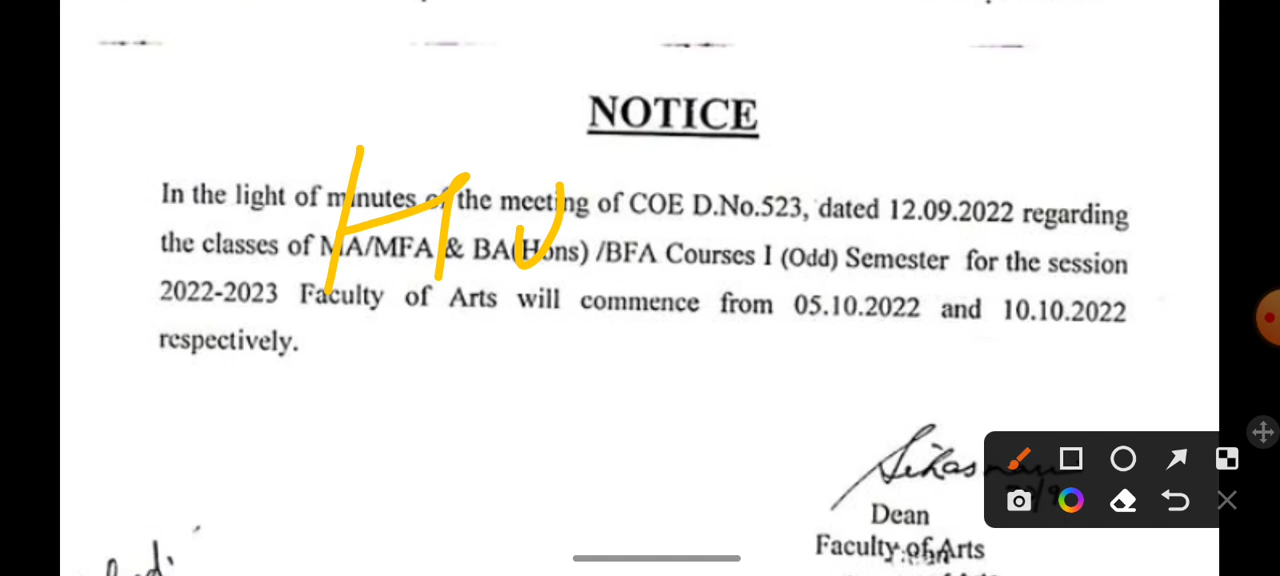 NOTICE
In the light of minutes of the meeting of COE D.No.523, dated 12.09.2022 regarding
the classes of MA/MFA & BA(Hons) /BFA Courses I (Odd) Semester for the session
2022-2023 Faculty of Arts will commence from 05.10.2022 and 10.10.2022
respectively.
Dean
Faculty of Arts